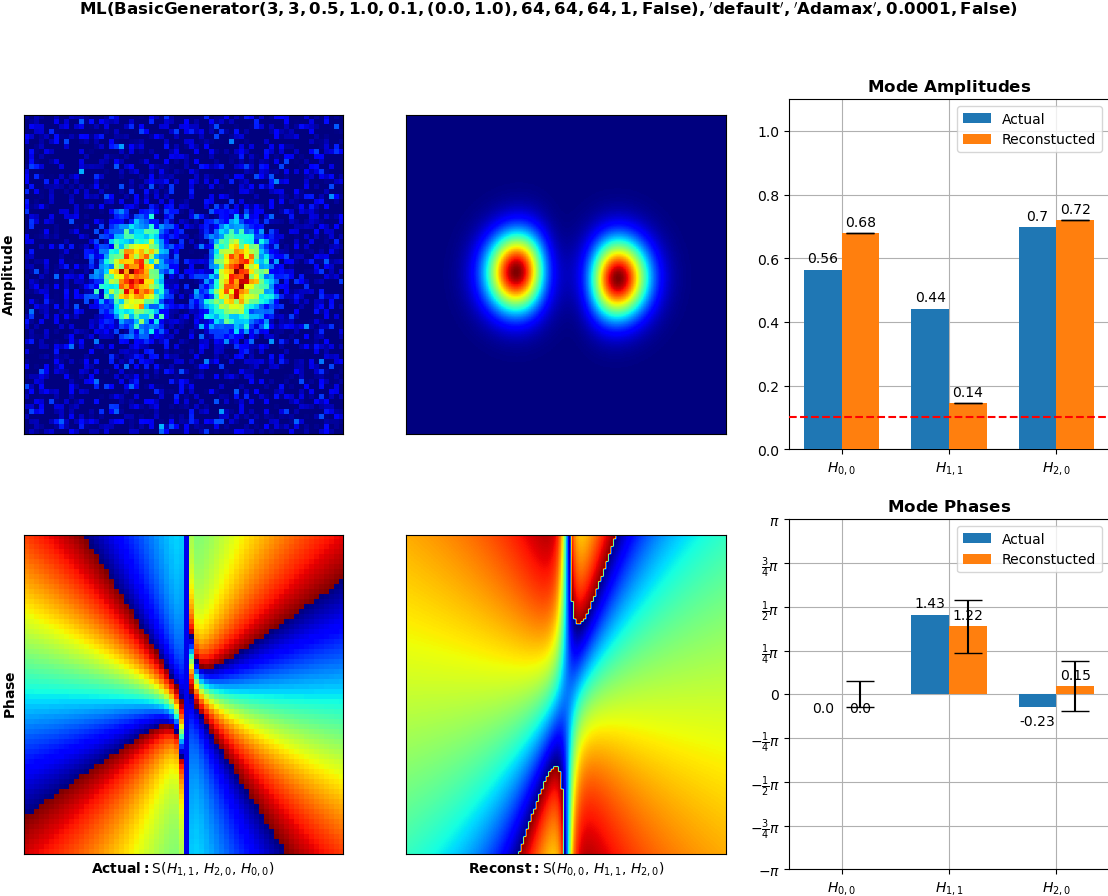 ML(BasicGenerator(3, 3, 0.5, 1.0, 0.1, (0.0, 1.0), 64, 64, 64, 1, False), ′default′, ′Adamax′, 0.0001, False)
Amplitude
Mode Amplitudes
Actual
Reconstucted
1.0
0.8
0.6
0.4
0.2
0.0
0.56
0.68
0.44
0.14
0.7
0.72
H0,0
H1,1
H2,0
Phase
Actual: S(H1,1, H2,0, H0,0)
Reconst: S(H0,0, H1,1, H2,0)
Mode Phases
Actual
Reconstucted
π
3/4π
1/2π
1/4π
0
−1/4π
−1/2π
−3/4π
−π
0.0
0.0
1.43
1.22
-0.23
0.15
H0,0
H1,1
H2,0